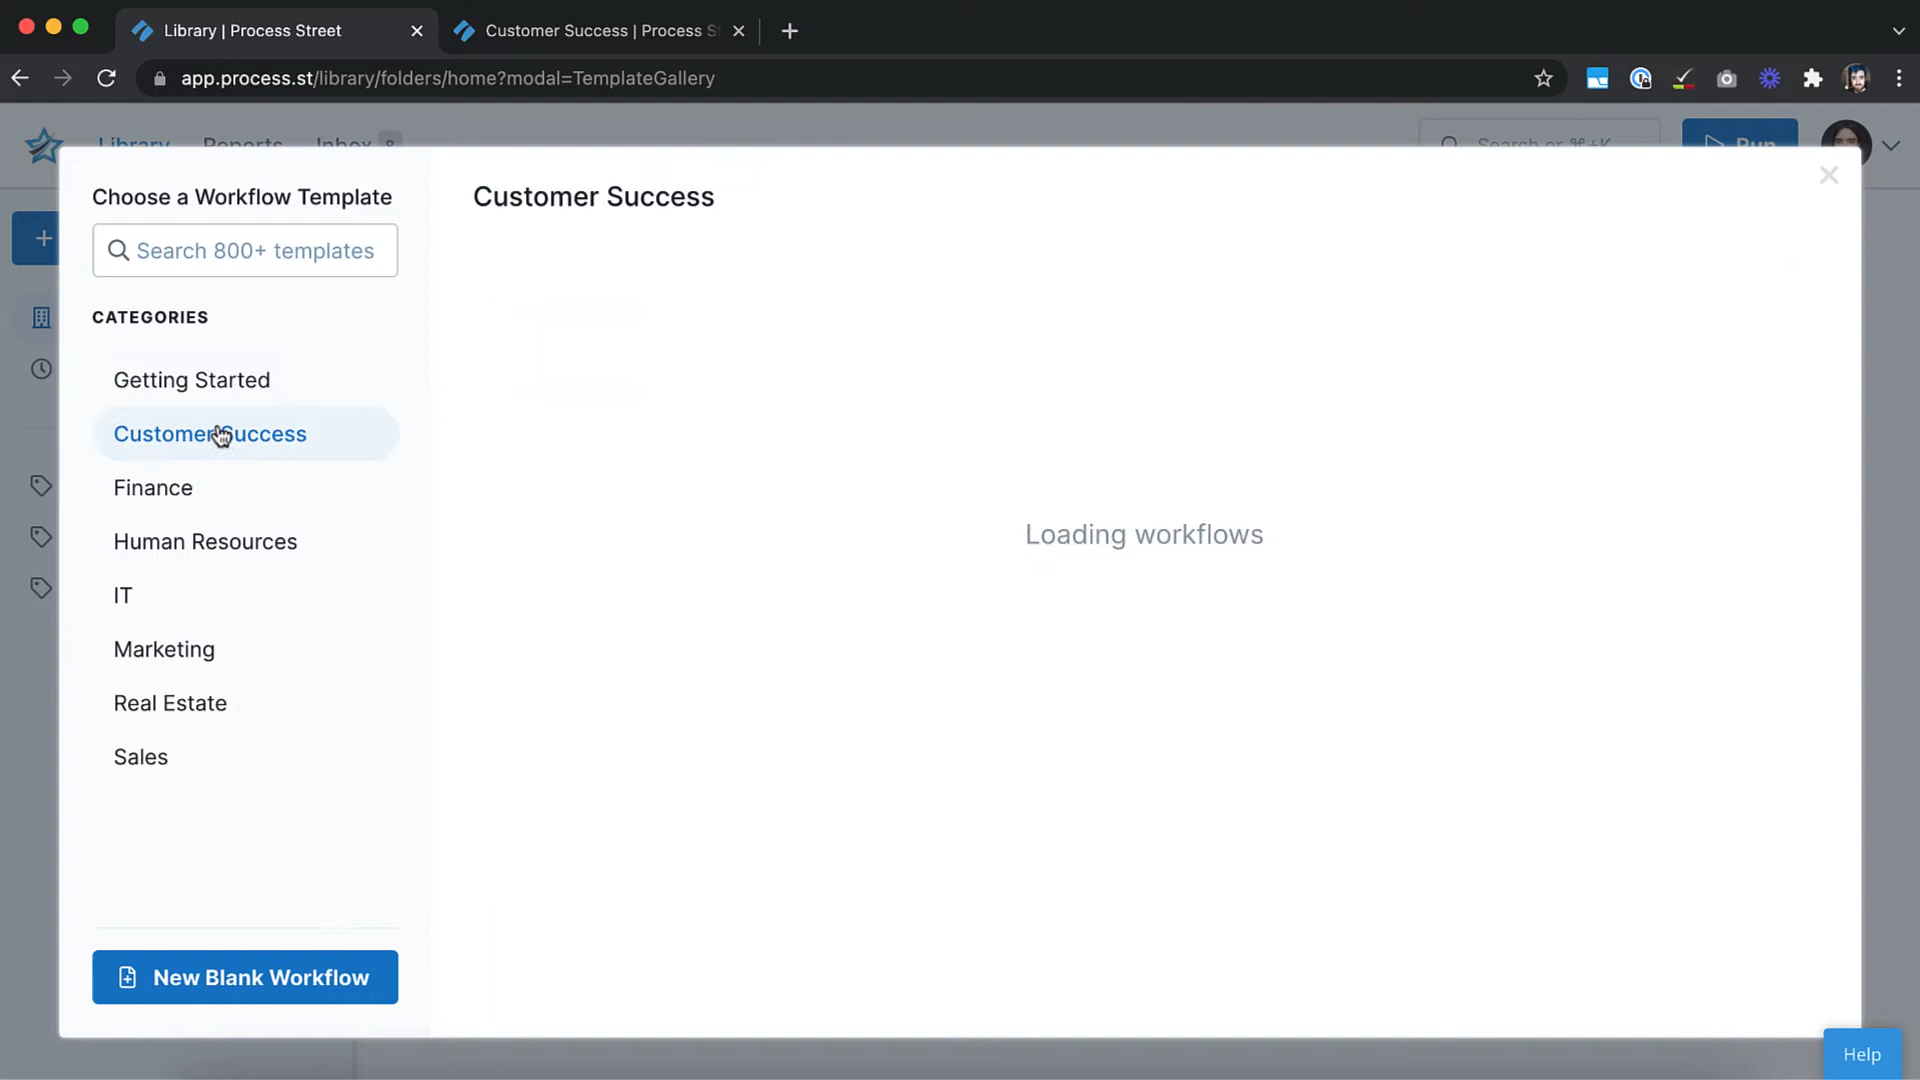 Library | Process Street
Customer Success | Process S
app.process.st/library/folders/home?modal=TemplateGallery
Library
Reports
Inbox
8
Search or ⌘+K
Run
Choose a Workflow Template
Search 800+ templates
CATEGORIES
Getting Started
Customer Success
Finance
Human Resources
IT
Marketing
Real Estate
Sales
New Blank Workflow
Customer Success
Loading workflows
Help